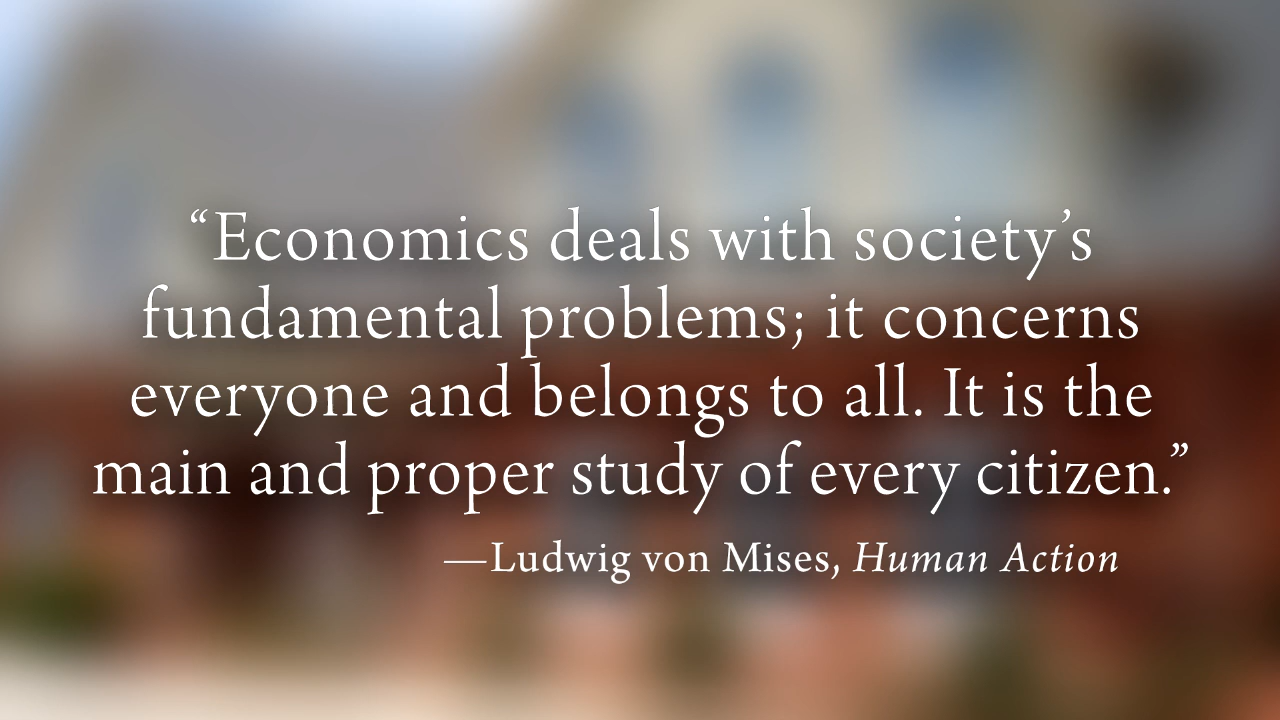 “Economics deals with society’s
fundamental problems; it concerns
everyone and belongs to all. It is the
main and proper study of every citizen.”
—Ludwig von Mises, Human Action